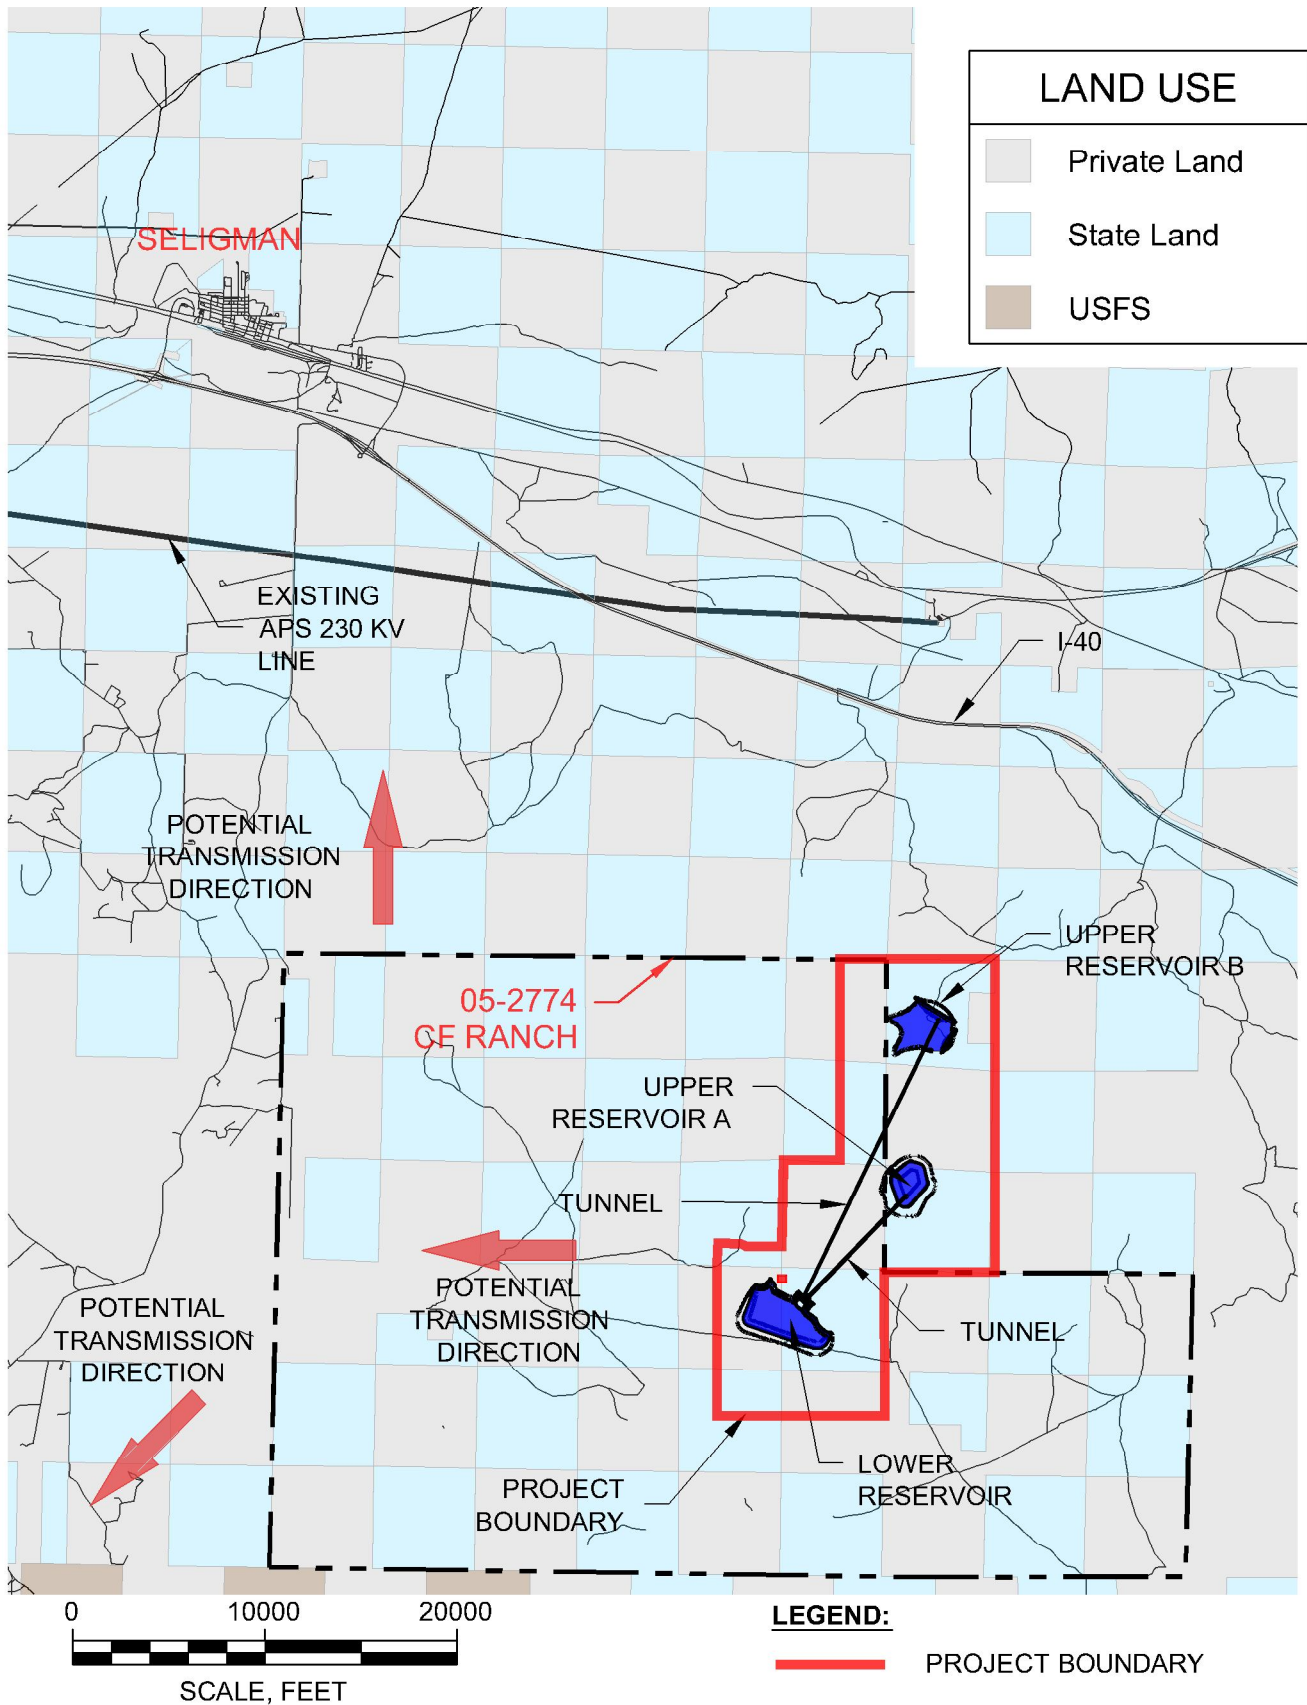 LAND USE
Private Land
State Land
USFS
SELIGMAN
EXISTING
APS 230 KV
LINE
I-40
POTENTIAL
TRANSMISSION
DIRECTION
UPPER
RESERVOIR B
05-2774
CF RANCH
UPPER
RESERVOIR A
TUNNEL
POTENTIAL
TRANSMISSION
DIRECTION
POTENTIAL
TRANSMISSION
DIRECTION
TUNNEL
LOWER
RESERVOIR
PROJECT
BOUNDARY
0 10000 20000
SCALE, FEET
LEGEND:
PROJECT BOUNDARY